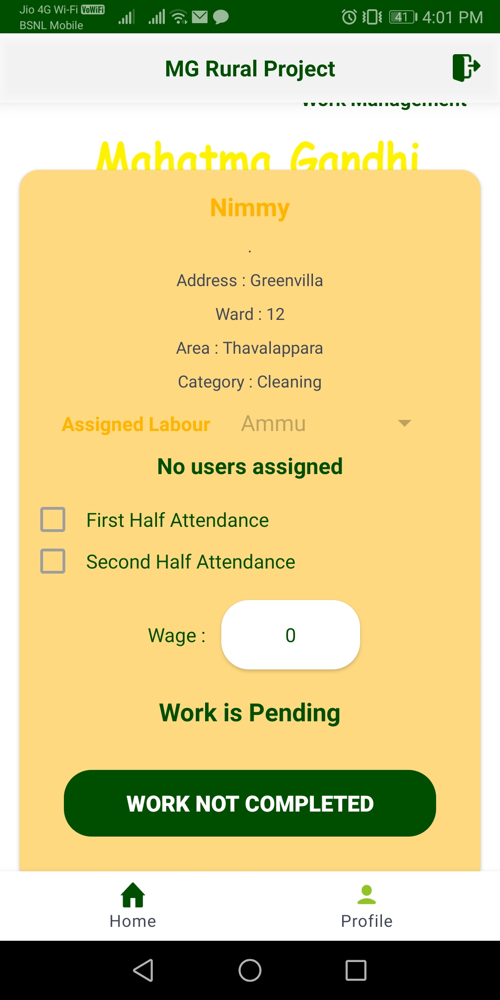 Jio 4G Wi-Fi VoWiFi
BSNL Mobile
41 4:01 PM
MG Rural Project
Work Management
Mahatma Gandhi
Nimmy
.
Address : Greenvilla
Ward : 12
Area : Thavalappara
Category : Cleaning
Assigned Labour Ammu
No users assigned
First Half Attendance
Second Half Attendance
Wage : 0
Work is Pending
WORK NOT COMPLETED
Home Profile